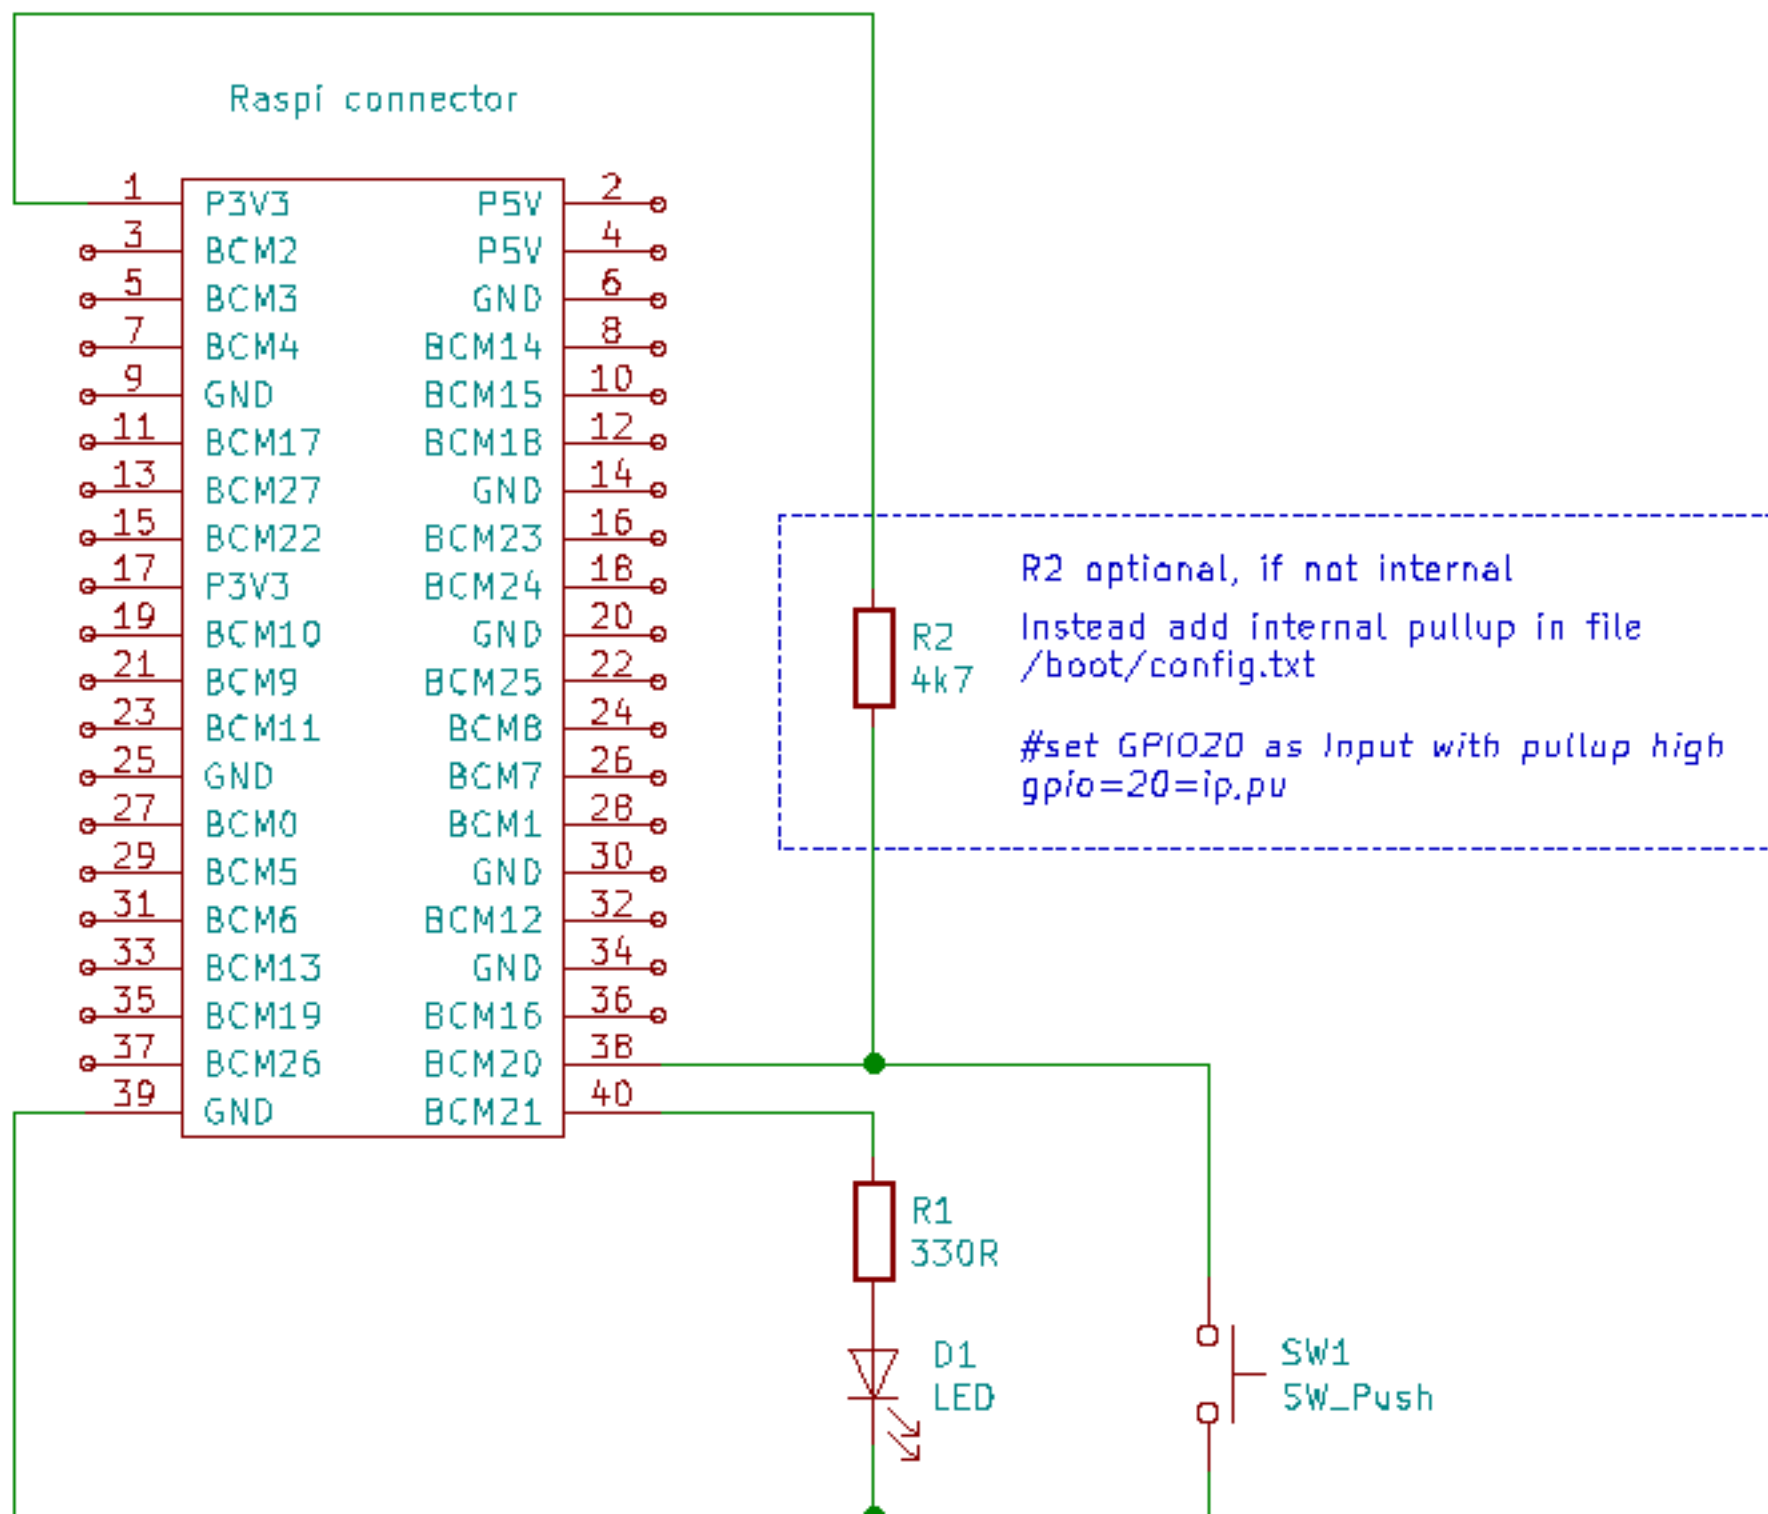 Raspi connector
1 P3V3 P5V 2
3 BCM2 P5V 4
5 BCM3 GND 6
7 BCM4 BCM14 8
9 GND BCM15 10
11 BCM17 BCM18 12
13 BCM27 GND 14
15 BCM22 BCM23 16
17 P3V3 BCM24 18
19 BCM10 GND 20
21 BCM9 BCM25 22
23 BCM11 BCM8 24
25 GND BCM7 26
27 BCM0 BCM1 28
29 BCM5 GND 30
31 BCM6 BCM12 32
33 BCM13 GND 34
35 BCM19 BCM16 36
37 BCM26 BCM20 38
39 GND BCM21 40
R2 optional, if not internal
Instead add internal pullup in file
/boot/config.txt
#set GPIO20 as Input with pullup high
gpio=20=ip,pu
R2
4k7
R1
330R
D1
LED
SW1
SW_Push